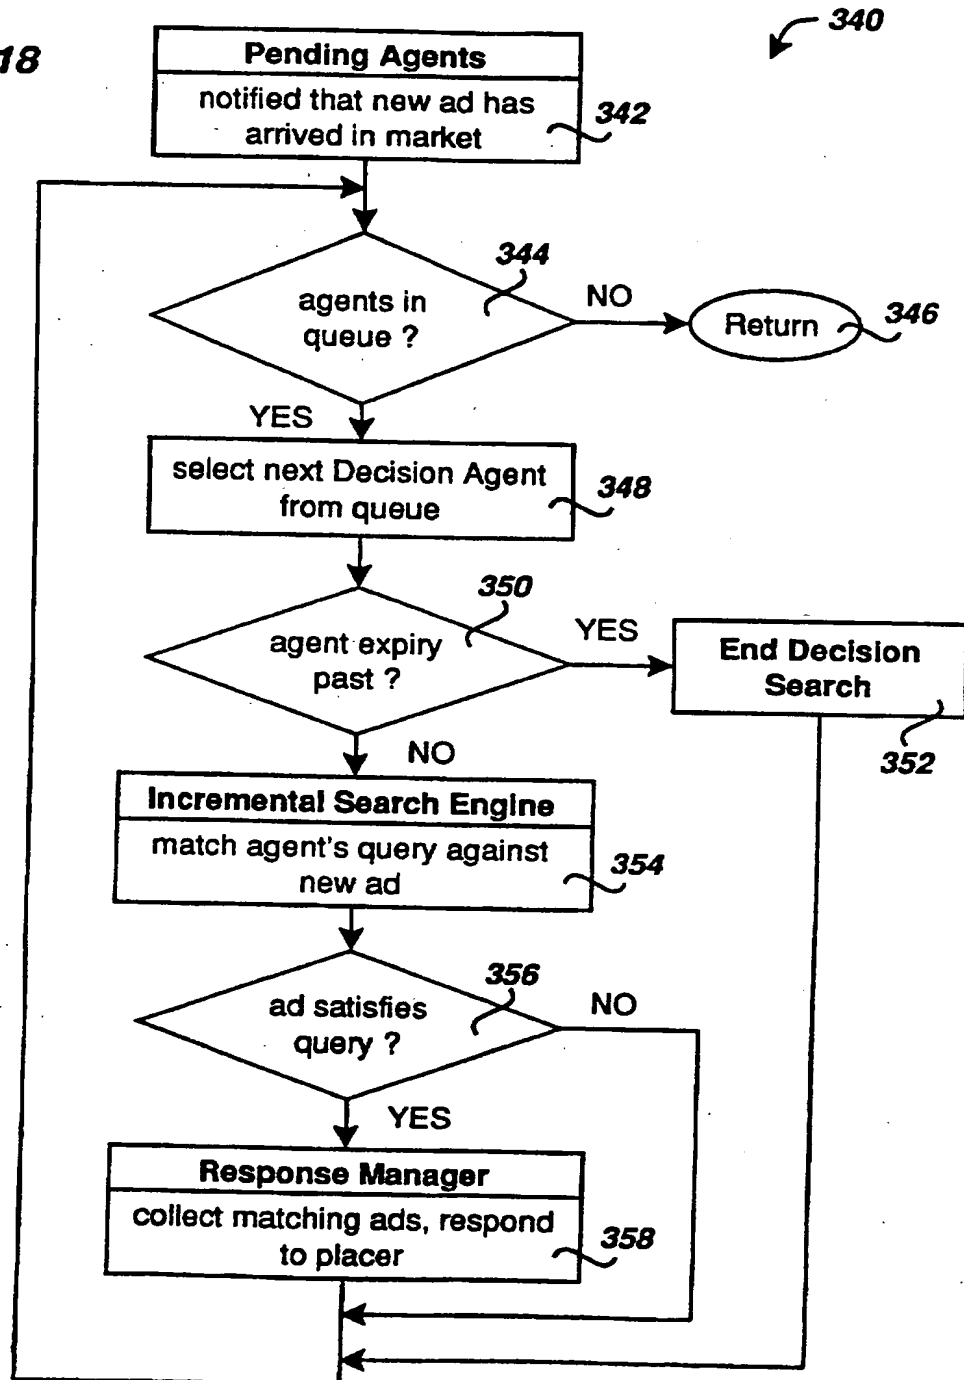 18
340
Pending Agents
notified that new ad has
arrived in market
342
344
agents in
queue ?
NO
Return
346
YES
select next Decision Agent
from queue
348
350
agent expiry
past ?
YES
End Decision
Search
352
NO
Incremental Search Engine
match agent's query against
new ad
354
356
ad satisfies
query ?
NO
YES
Response Manager
collect matching ads, respond
to placer
358